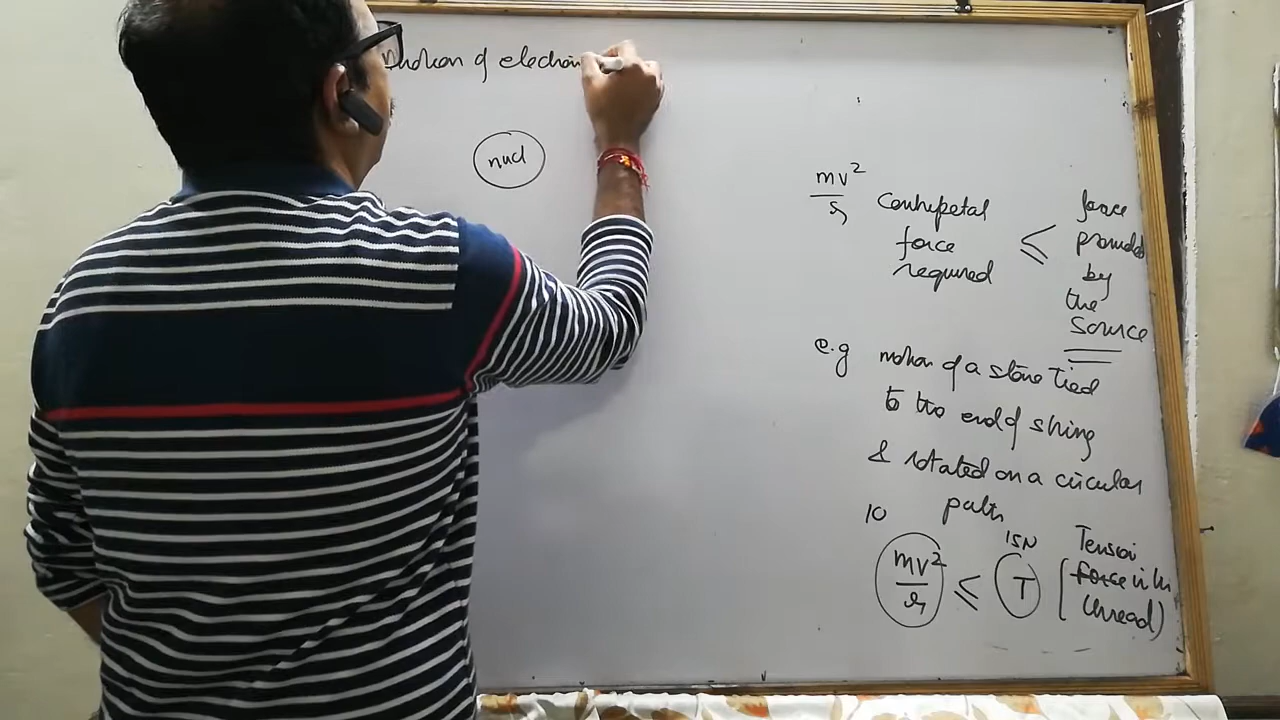 motion of electron
nucl
mv²
r
Centripetal
force
required
≤
force
provided
by
the
source
e.g motion of a stone tied
to the end of string
& rotated on a circular
path
10
15N
mv²
r
≤ T
Tension
[force in the
thread)